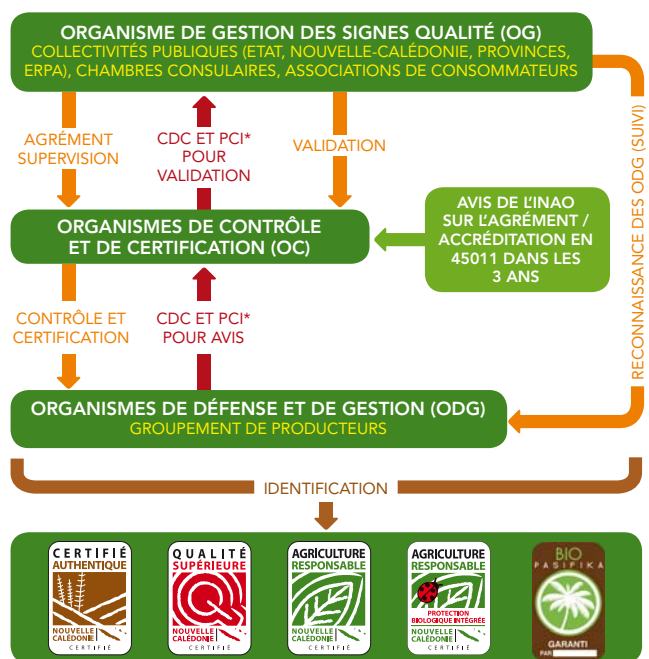 ORGANISME DE GESTION DES SIGNES QUALITÉ (OG)
COLLECTIVITÉS PUBLIQUES (ETAT, NOUVELLE-CALÉDONIE, PROVINCES,
ERPA), CHAMBRES CONSULAIRES, ASSOCIATIONS DE CONSOMMATEURS
AGRÉMENT
SUPERVISION
CDC ET PCI*
POUR
VALIDATION
VALIDATION
RECONNAISSANCE DES ODG (SUIVI)
ORGANISMES DE CONTRÔLE
ET DE CERTIFICATION (OC)
AVIS DE L'INAO
SUR L'AGRÉMENT /
ACCRÉDITATION EN
45011 DANS LES
3 ANS
CONTRÔLE ET
CERTIFICATION
CDC ET PCI*
POUR AVIS
ORGANISMES DE DÉFENSE ET DE GESTION (ODG)
GROUPEMENT DE PRODUCTEURS
IDENTIFICATION
CERTIFIÉ
AUTHENTIQUE
NOUVELLE
CALÉDONIE
CERTIFIÉ
QUALITÉ
SUPÉRIEURE
NOUVELLE
CALÉDONIE
CERTIFIÉ
AGRICULTURE
RESPONSABLE
NOUVELLE
CALÉDONIE
CERTIFIÉ
AGRICULTURE
RESPONSABLE
PROTECTION
BIOLOGIQUE INTÉGRÉE
NOUVELLE
CALÉDONIE
CERTIFIÉ
BIO
PASIFIKA
GARANTI
PAR